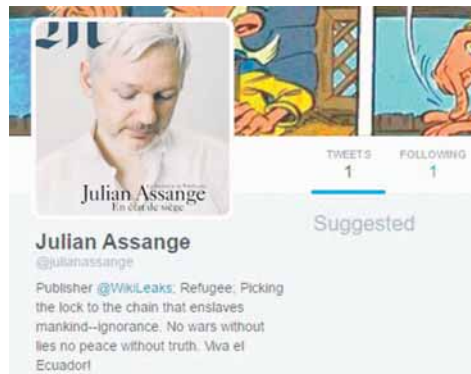 M
Julian Assange
En état de siège
TWEETS
FOLLOWING
1
1
Suggested
Julian Assange
@julianassange
Publisher @WikiLeaks; Refugee; Picking
the lock to the chain that enslaves
mankind--ignorance. No wars without
lies no peace without truth. Viva el
Ecuador!